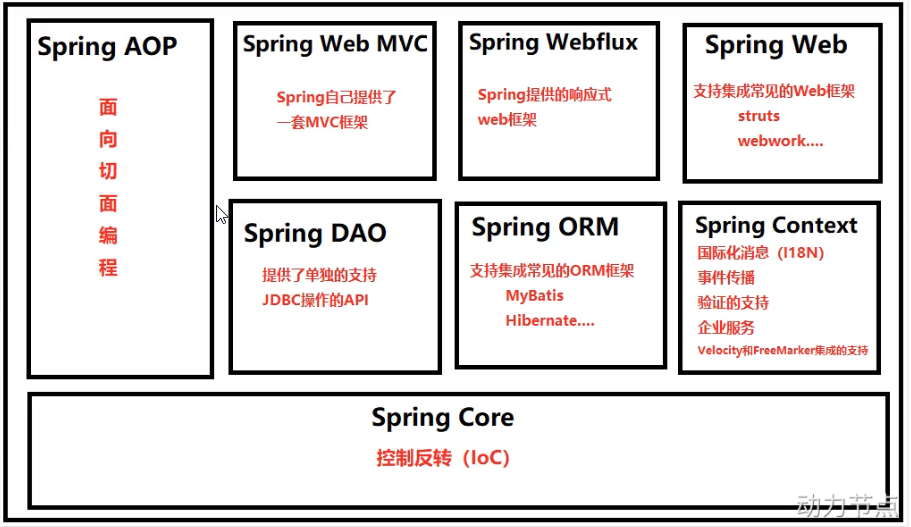 Spring AOP
面
向
切
面
编
程
Spring Web MVC
Spring自己提供了
一套MVC框架
Spring Webflux
Spring提供的响应式
web框架
Spring Web
支持集成常见的Web框架
struts
webwork....
Spring DAO
提供了单独的支持
JDBC操作的API
Spring ORM
支持集成常见的ORM框架
MyBatis
Hibernate....
Spring Context
国际化消息（I18N）
事件传播
验证的支持
企业服务
Velocity和FreeMarker集成的支持
Spring Core
控制反转（IoC）
动力节点